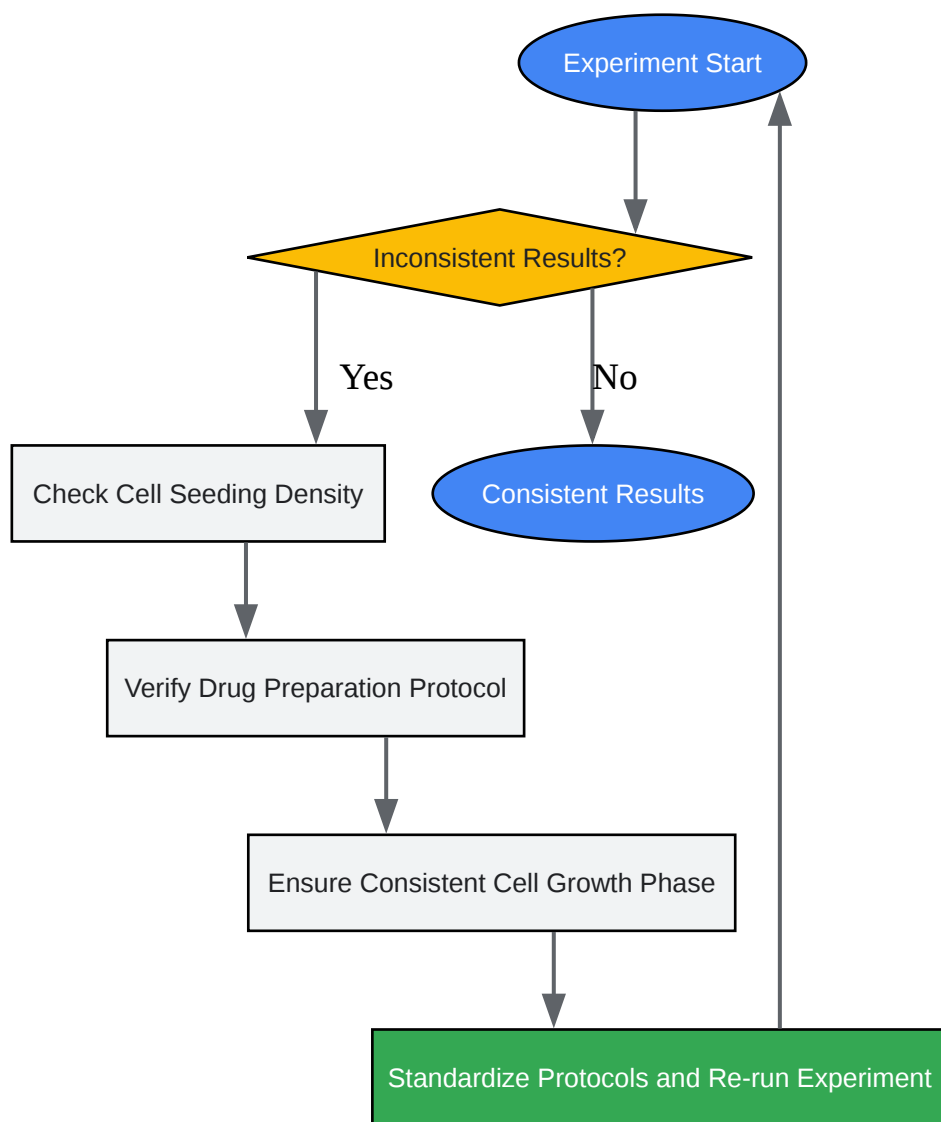 Experiment Start
Inconsistent Results?
Yes
No
Check Cell Seeding Density
Consistent Results
Verify Drug Preparation Protocol
Ensure Consistent Cell Growth Phase
Standardize Protocols and Re-run Experiment